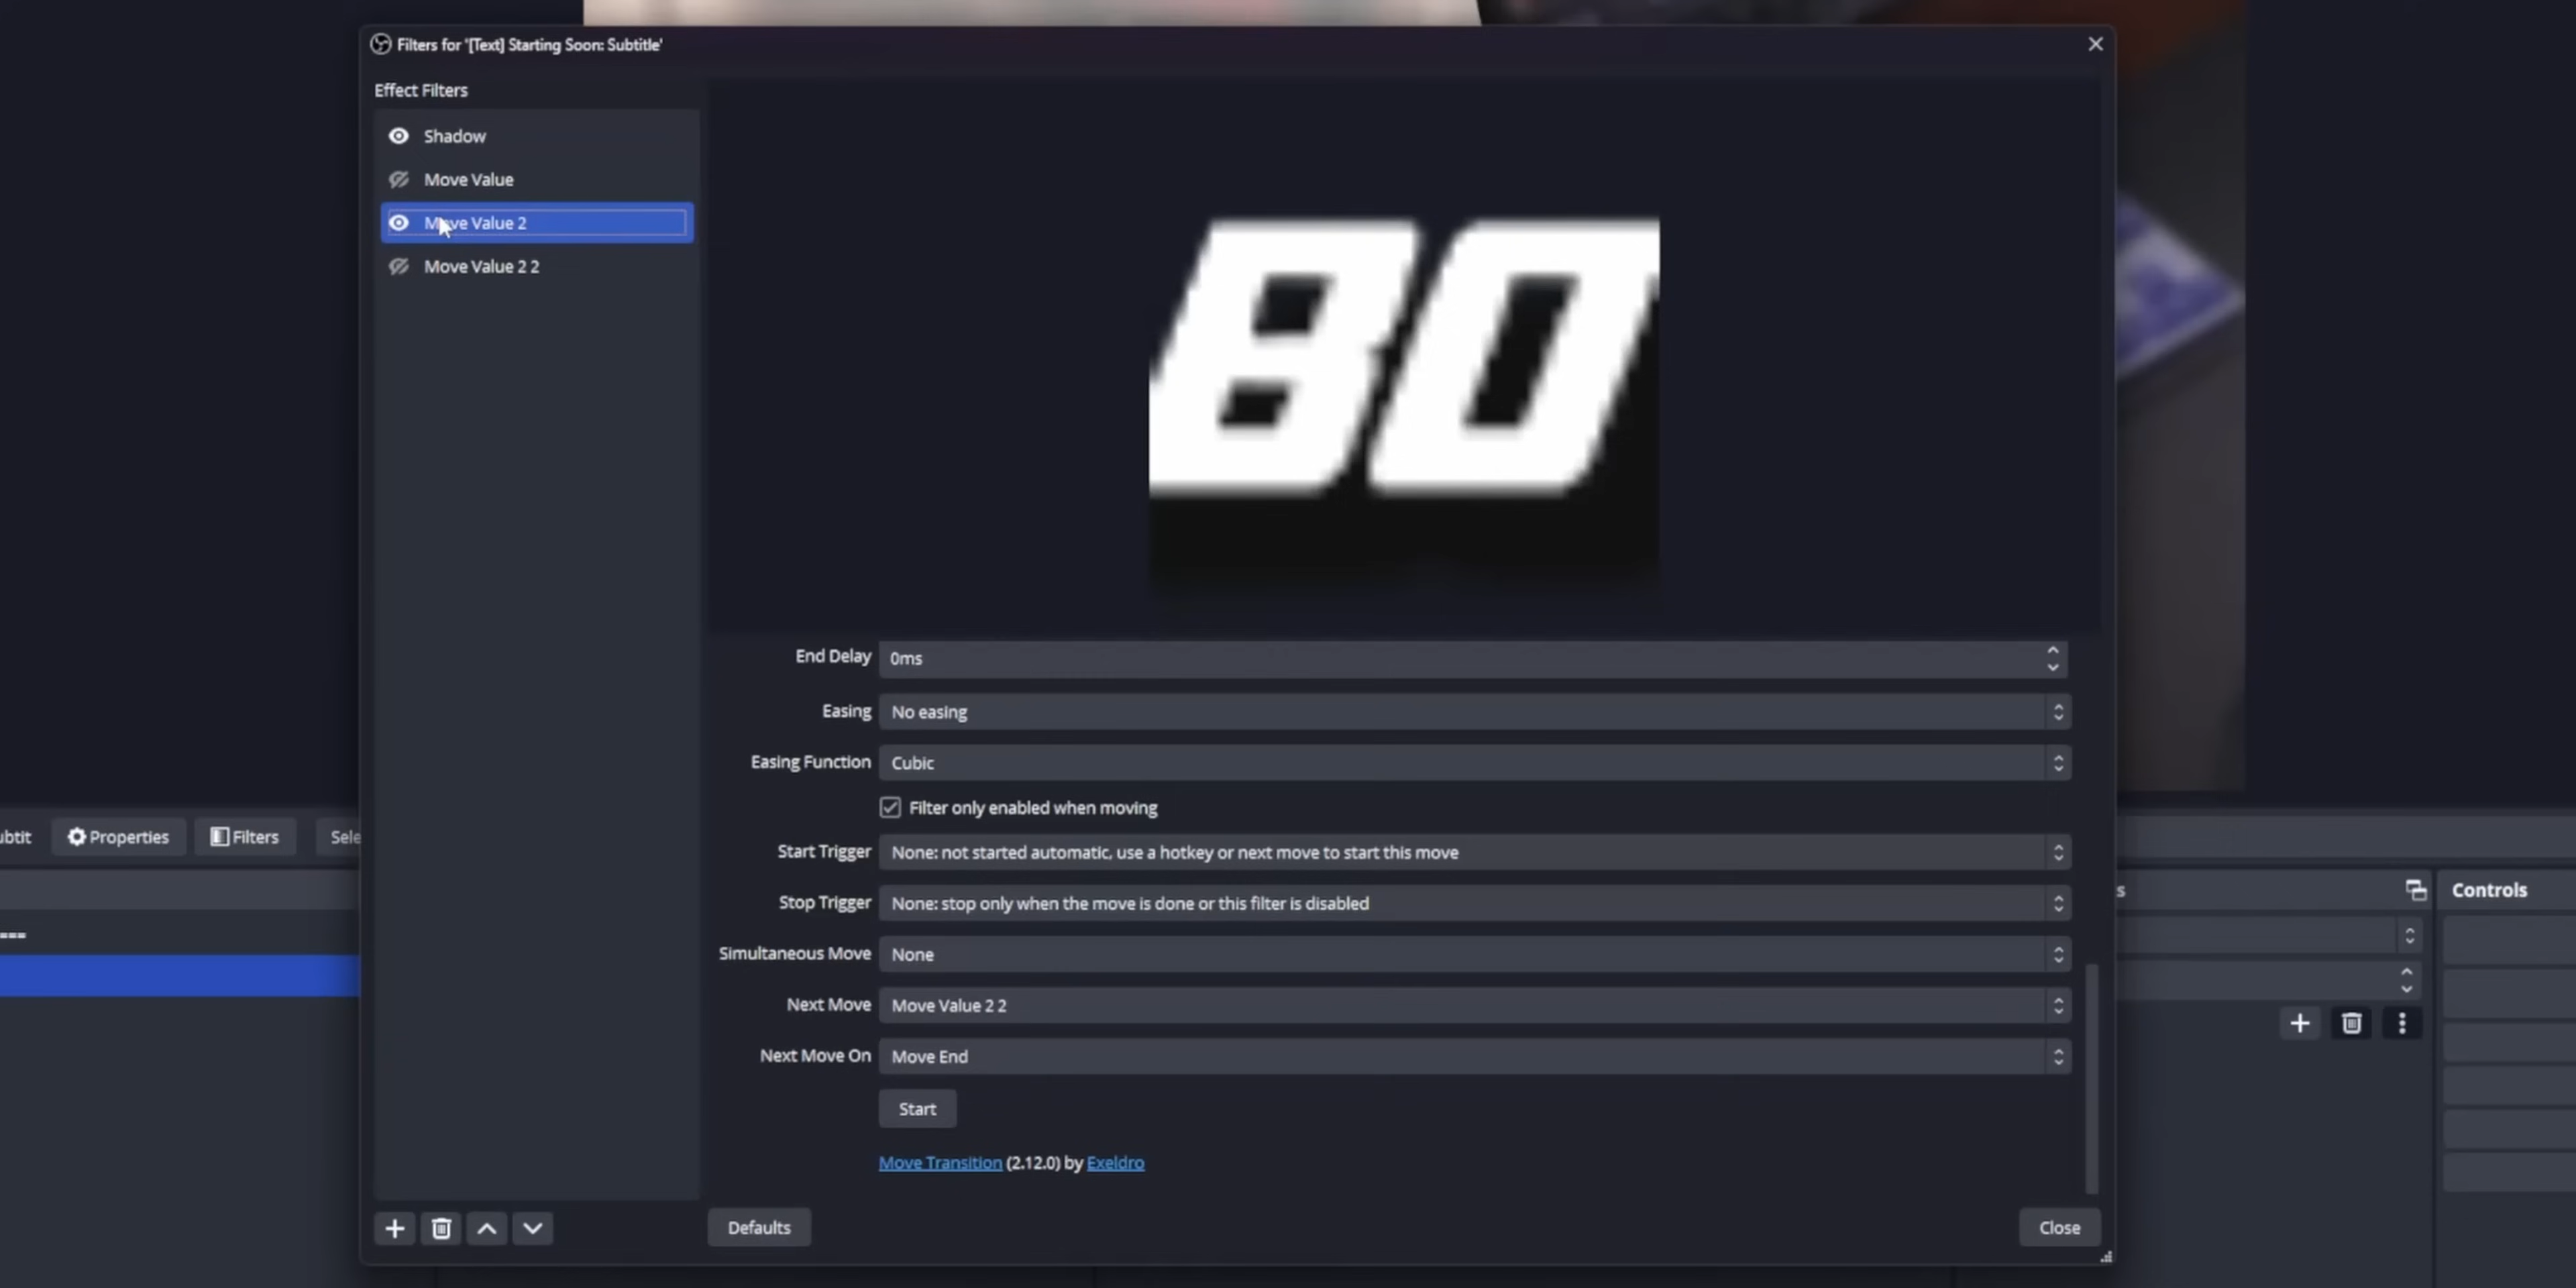 Filters for '[Text] Starting Soon: Subtitle'
Effect Filters
Shadow
Move Value
Move Value 2
Move Value 2 2
80
End Delay 0ms
Easing No easing
Easing Function Cubic
Filter only enabled when moving
Start Trigger None: not started automatic, use a hotkey or next move to start this move
Stop Trigger None: stop only when the move is done or this filter is disabled
Simultaneous Move None
Next Move Move Value 2 2
Next Move On Move End
Start
Move Transition (2.12.0) by Exeldro
Defaults
Close
ubtit Properties Filters Sele
===
s Controls